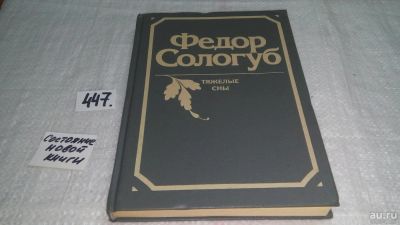 Федор
Сологуб
ТЯЖЕЛЫЕ
СНЫ
447.
Состояние
новой
книги
au.ru